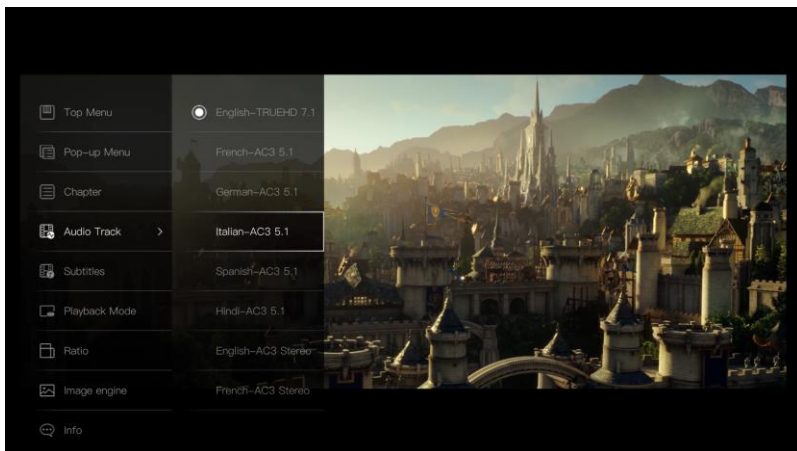 Top Menu
Pop-up Menu
Chapter
Audio Track
Subtitles
Playback Mode
Ratio
Image engine
Info
English-TRUEHD 7.1
French-AC3 5.1
German-AC3 5.1
Italian-AC3 5.1
Spanish-AC3 5.1
Hindi-AC3 5.1
English-AC3 Stereo
French-AC3 Stereo